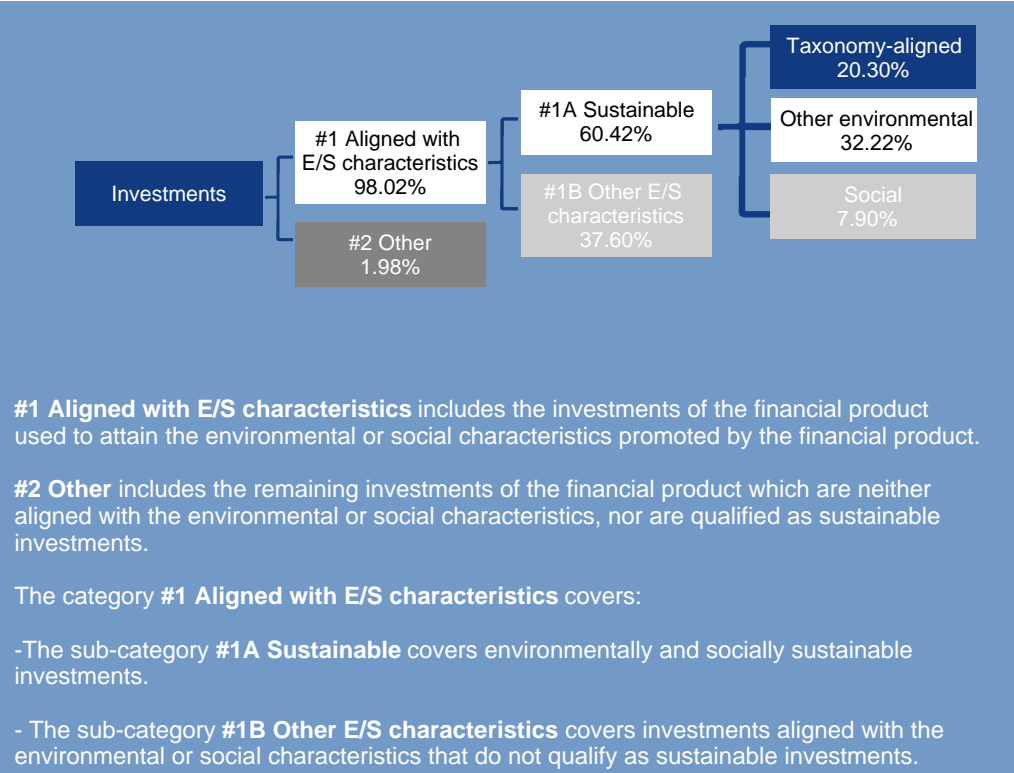 Investments
#1 Aligned with
E/S characteristics
98.02%
#2 Other
1.98%
#1A Sustainable
60.42%
#1B Other E/S
characteristics
37.60%
Taxonomy-aligned
20.30%
Other environmental
32.22%
Social
7.90%
#1 Aligned with E/S characteristics includes the investments of the financial product
used to attain the environmental or social characteristics promoted by the financial product.
#2 Other includes the remaining investments of the financial product which are neither
aligned with the environmental or social characteristics, nor are qualified as sustainable
investments.
The category #1 Aligned with E/S characteristics covers:
-The sub-category #1A Sustainable covers environmentally and socially sustainable
investments.
- The sub-category #1B Other E/S characteristics covers investments aligned with the
environmental or social characteristics that do not qualify as sustainable investments.